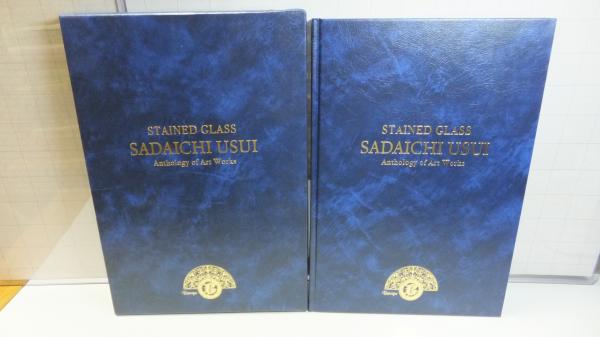 STAINED GLASS
SADAICHI USUI
Anthology of Art Works
STAINED GLASS
SADAICHI USUI
Anthology of Art Works